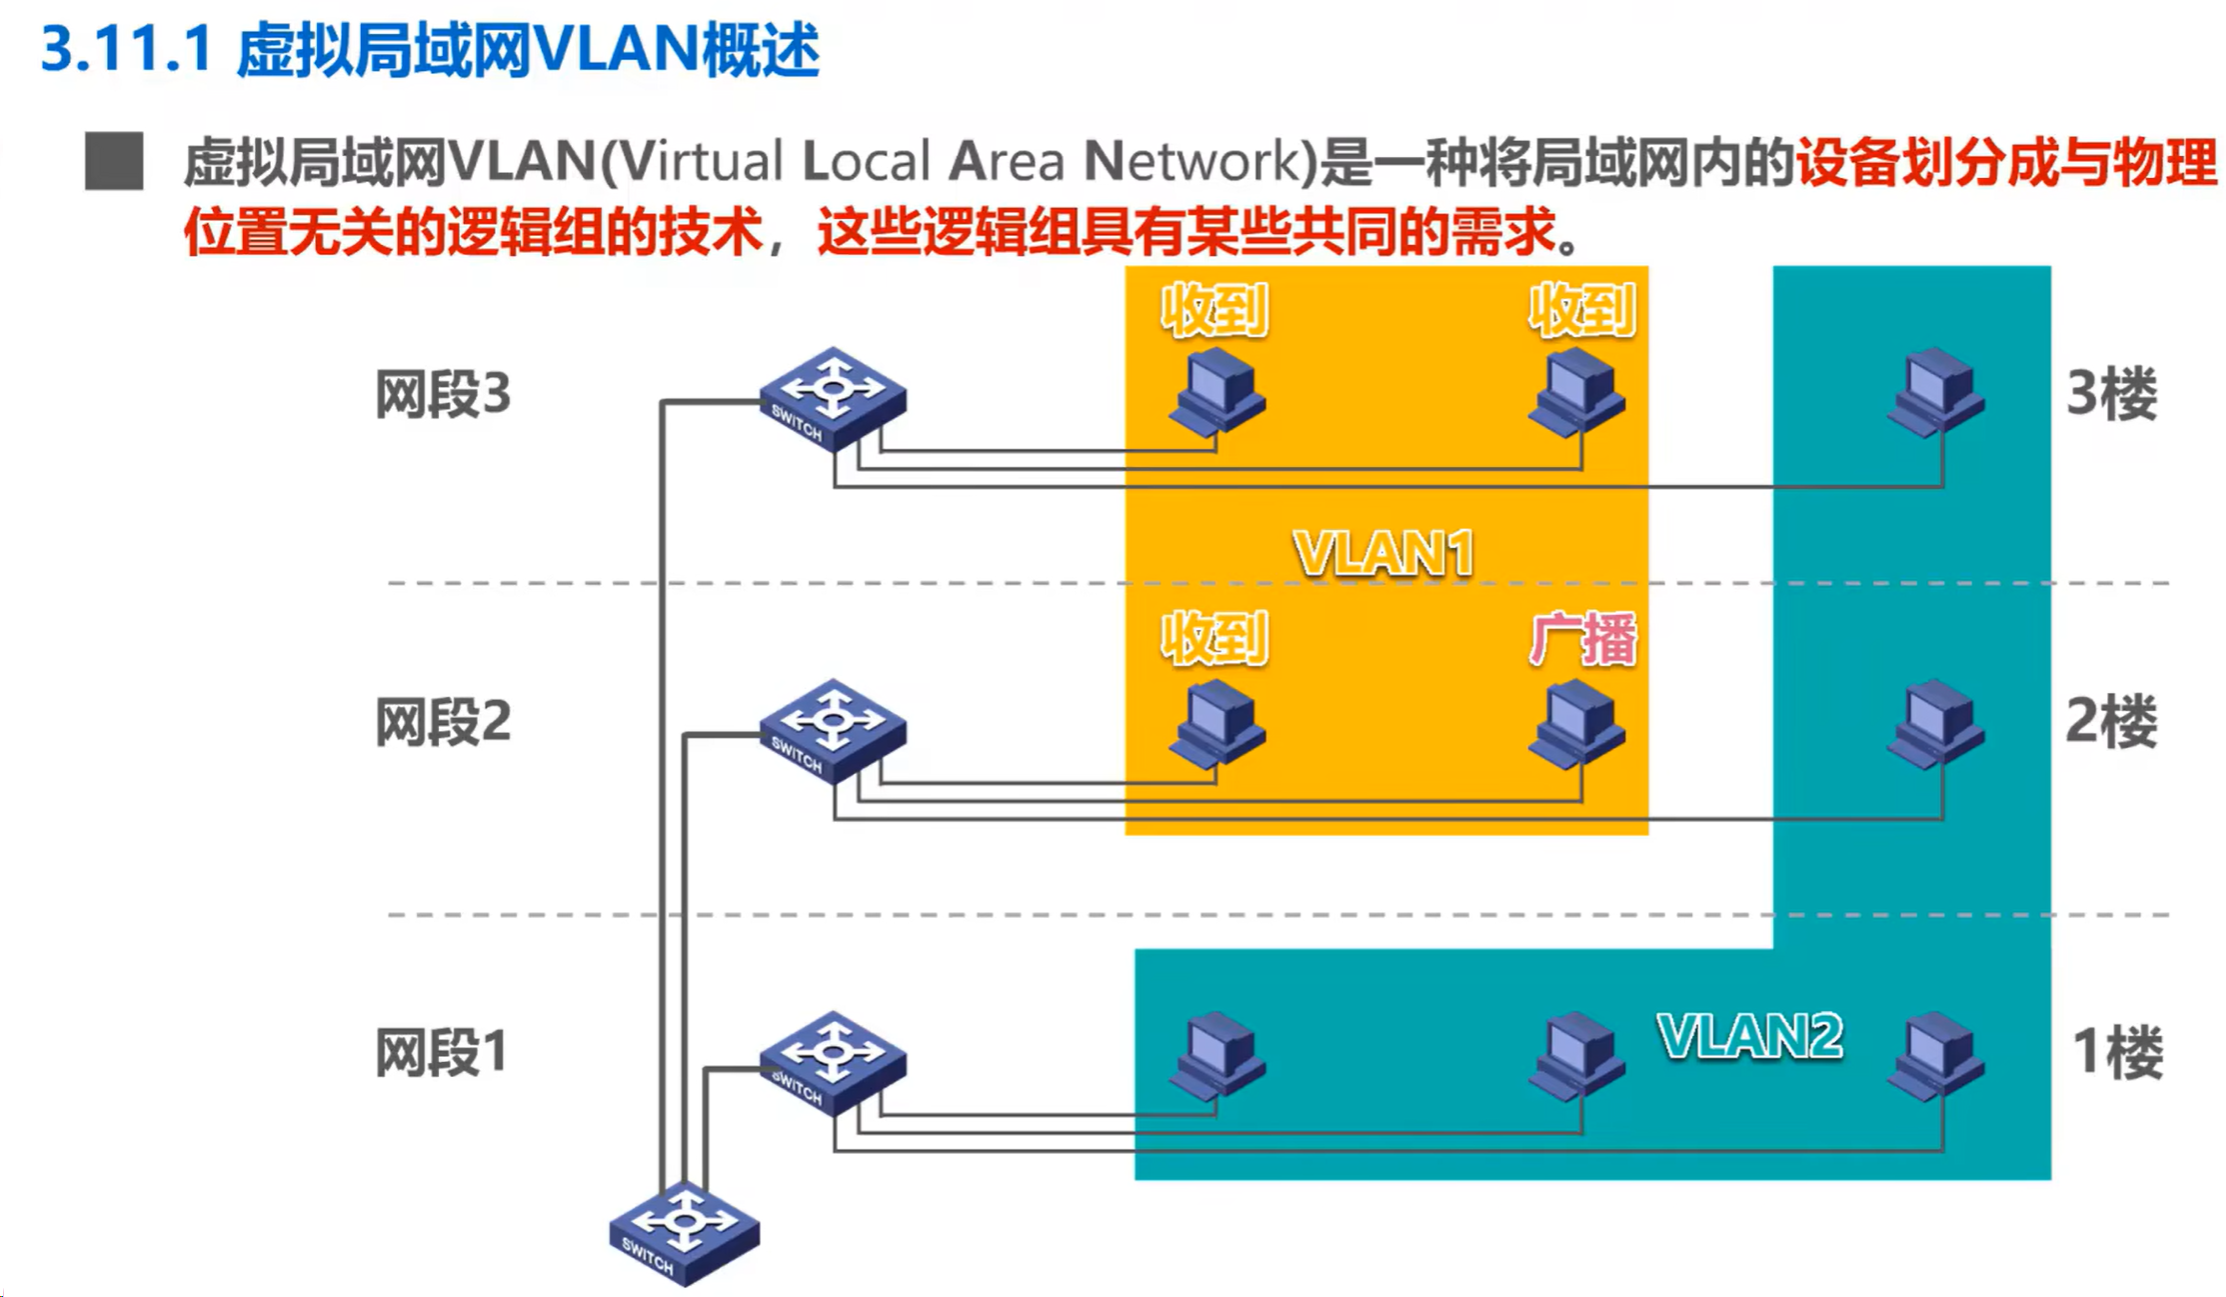 3.11.1 虚拟局域网VLAN概述
虚拟局域网VLAN(Virtual Local Area Network)是一种将局域网内的设备划分成与物理
位置无关的逻辑组的技术，这些逻辑组具有某些共同的需求。
收到 收到
网段3 SWITCH 3楼
VLAN1
收到 广播
网段2 SWITCH 2楼
VLAN2
网段1 SWITCH 1楼
SWITCH